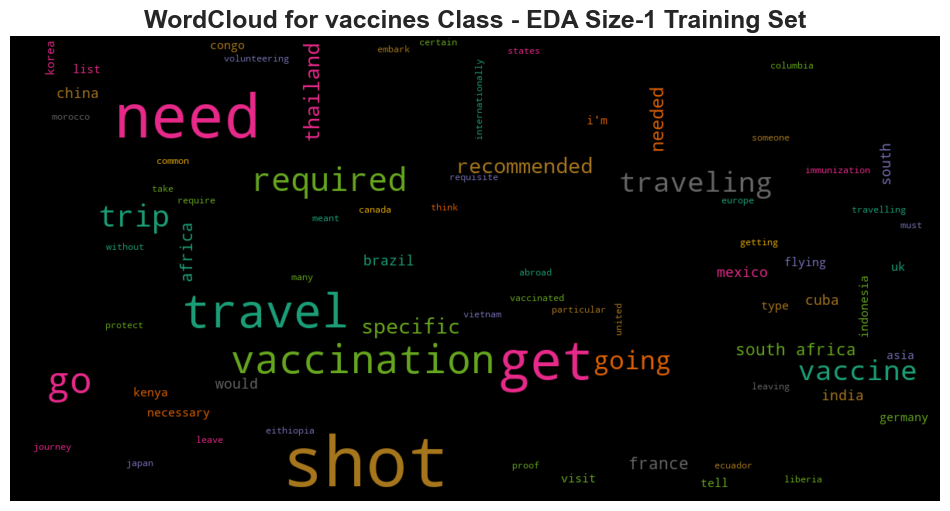 WordCloud for vaccines Class - EDA Size-1 Training Set
korea
list
congo
volunteering
embark
certain
states
columbia
china
morocco
need
thailand
internationally
i'm
needed
someone
common
required
recommended
requisite
traveling
immunization
south
take
require
trip
meant
canada
think
europe
travelling
must
without
africa
brazil
abroad
getting
mexico
flying
uk
many
travel
specific
vaccinated
vietnam
particular
united
type
cuba
indonesia
protect
vaccination
get
going
south africa
asia
vaccine
go
kenya
would
leaving
india
necessary
germany
journey
leave
eithiopia
japan
shot
proof
visit
france
ecuador
tell
liberia